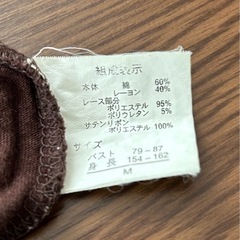 組成表示
本体 綿 60%
レーヨン 40%
レース部分
ポリエステル 95%
ポリウレタン 5%
サテンリボン
ポリエステル 100%
サイズ
バスト 79-87
身長 154-162
M